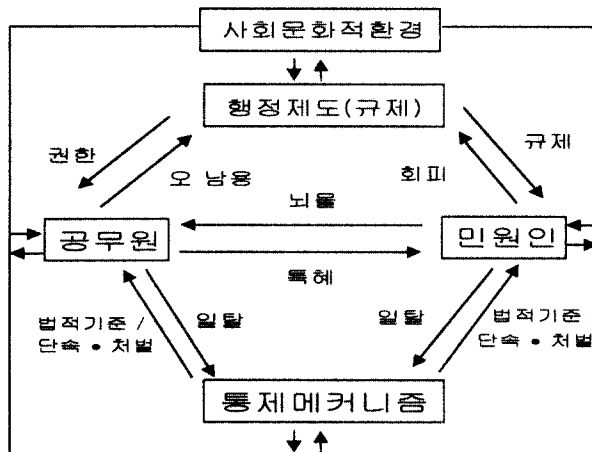 사회문화적환경
행정제도(규제)
권한
오 남용
회피
규제
뇌물
공무원
민원인
특혜
법적기준 /
단속 • 처벌
일탈
일탈
법적기준
단속 • 처벌
통제메커니즘